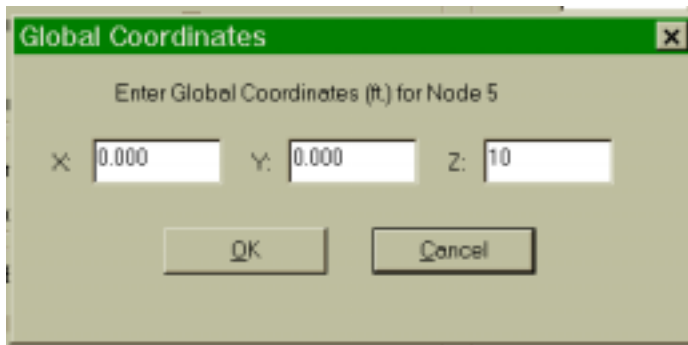 Global Coordinates
Enter Global Coordinates (ft.) for Node 5
X: 0.000 Y: 0.000 Z: 10
OK Cancel